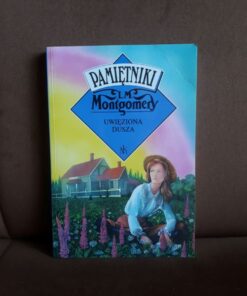 PAMIĘTNIKI
L.M.
Montgomery
UWIĘZIONA
DUSZA